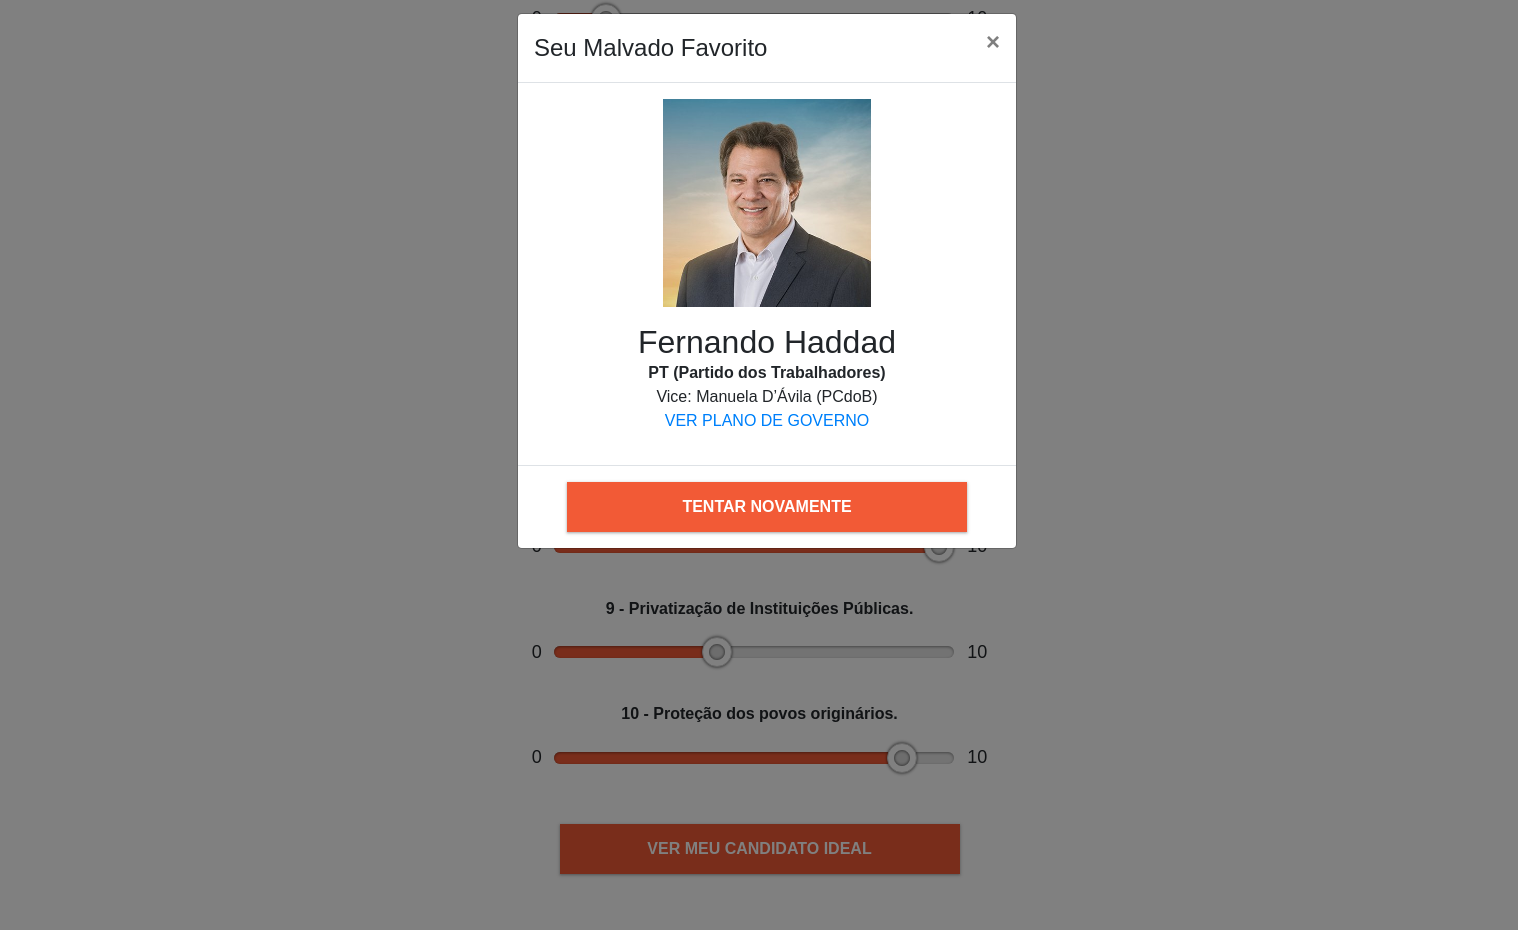 Seu Malvado Favorito
×
Fernando Haddad
PT (Partido dos Trabalhadores)
Vice: Manuela D'Ávila (PCdoB)
VER PLANO DE GOVERNO
TENTAR NOVAMENTE
9 - Privatização de Instituições Públicas.
0 10
10 - Proteção dos povos originários.
0 10
VER MEU CANDIDATO IDEAL